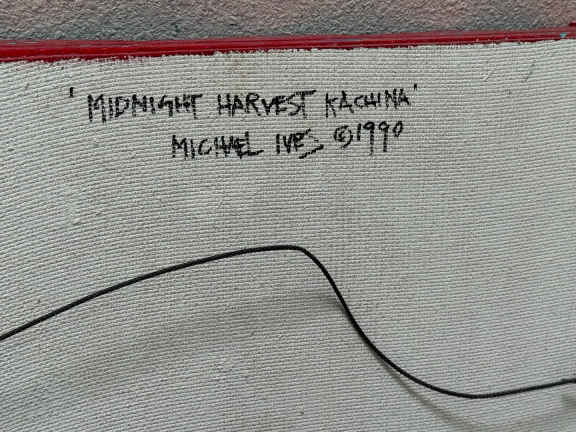 'MIDNIGHT HARVEST KACHINA'
MICHAEL IVES ©1990